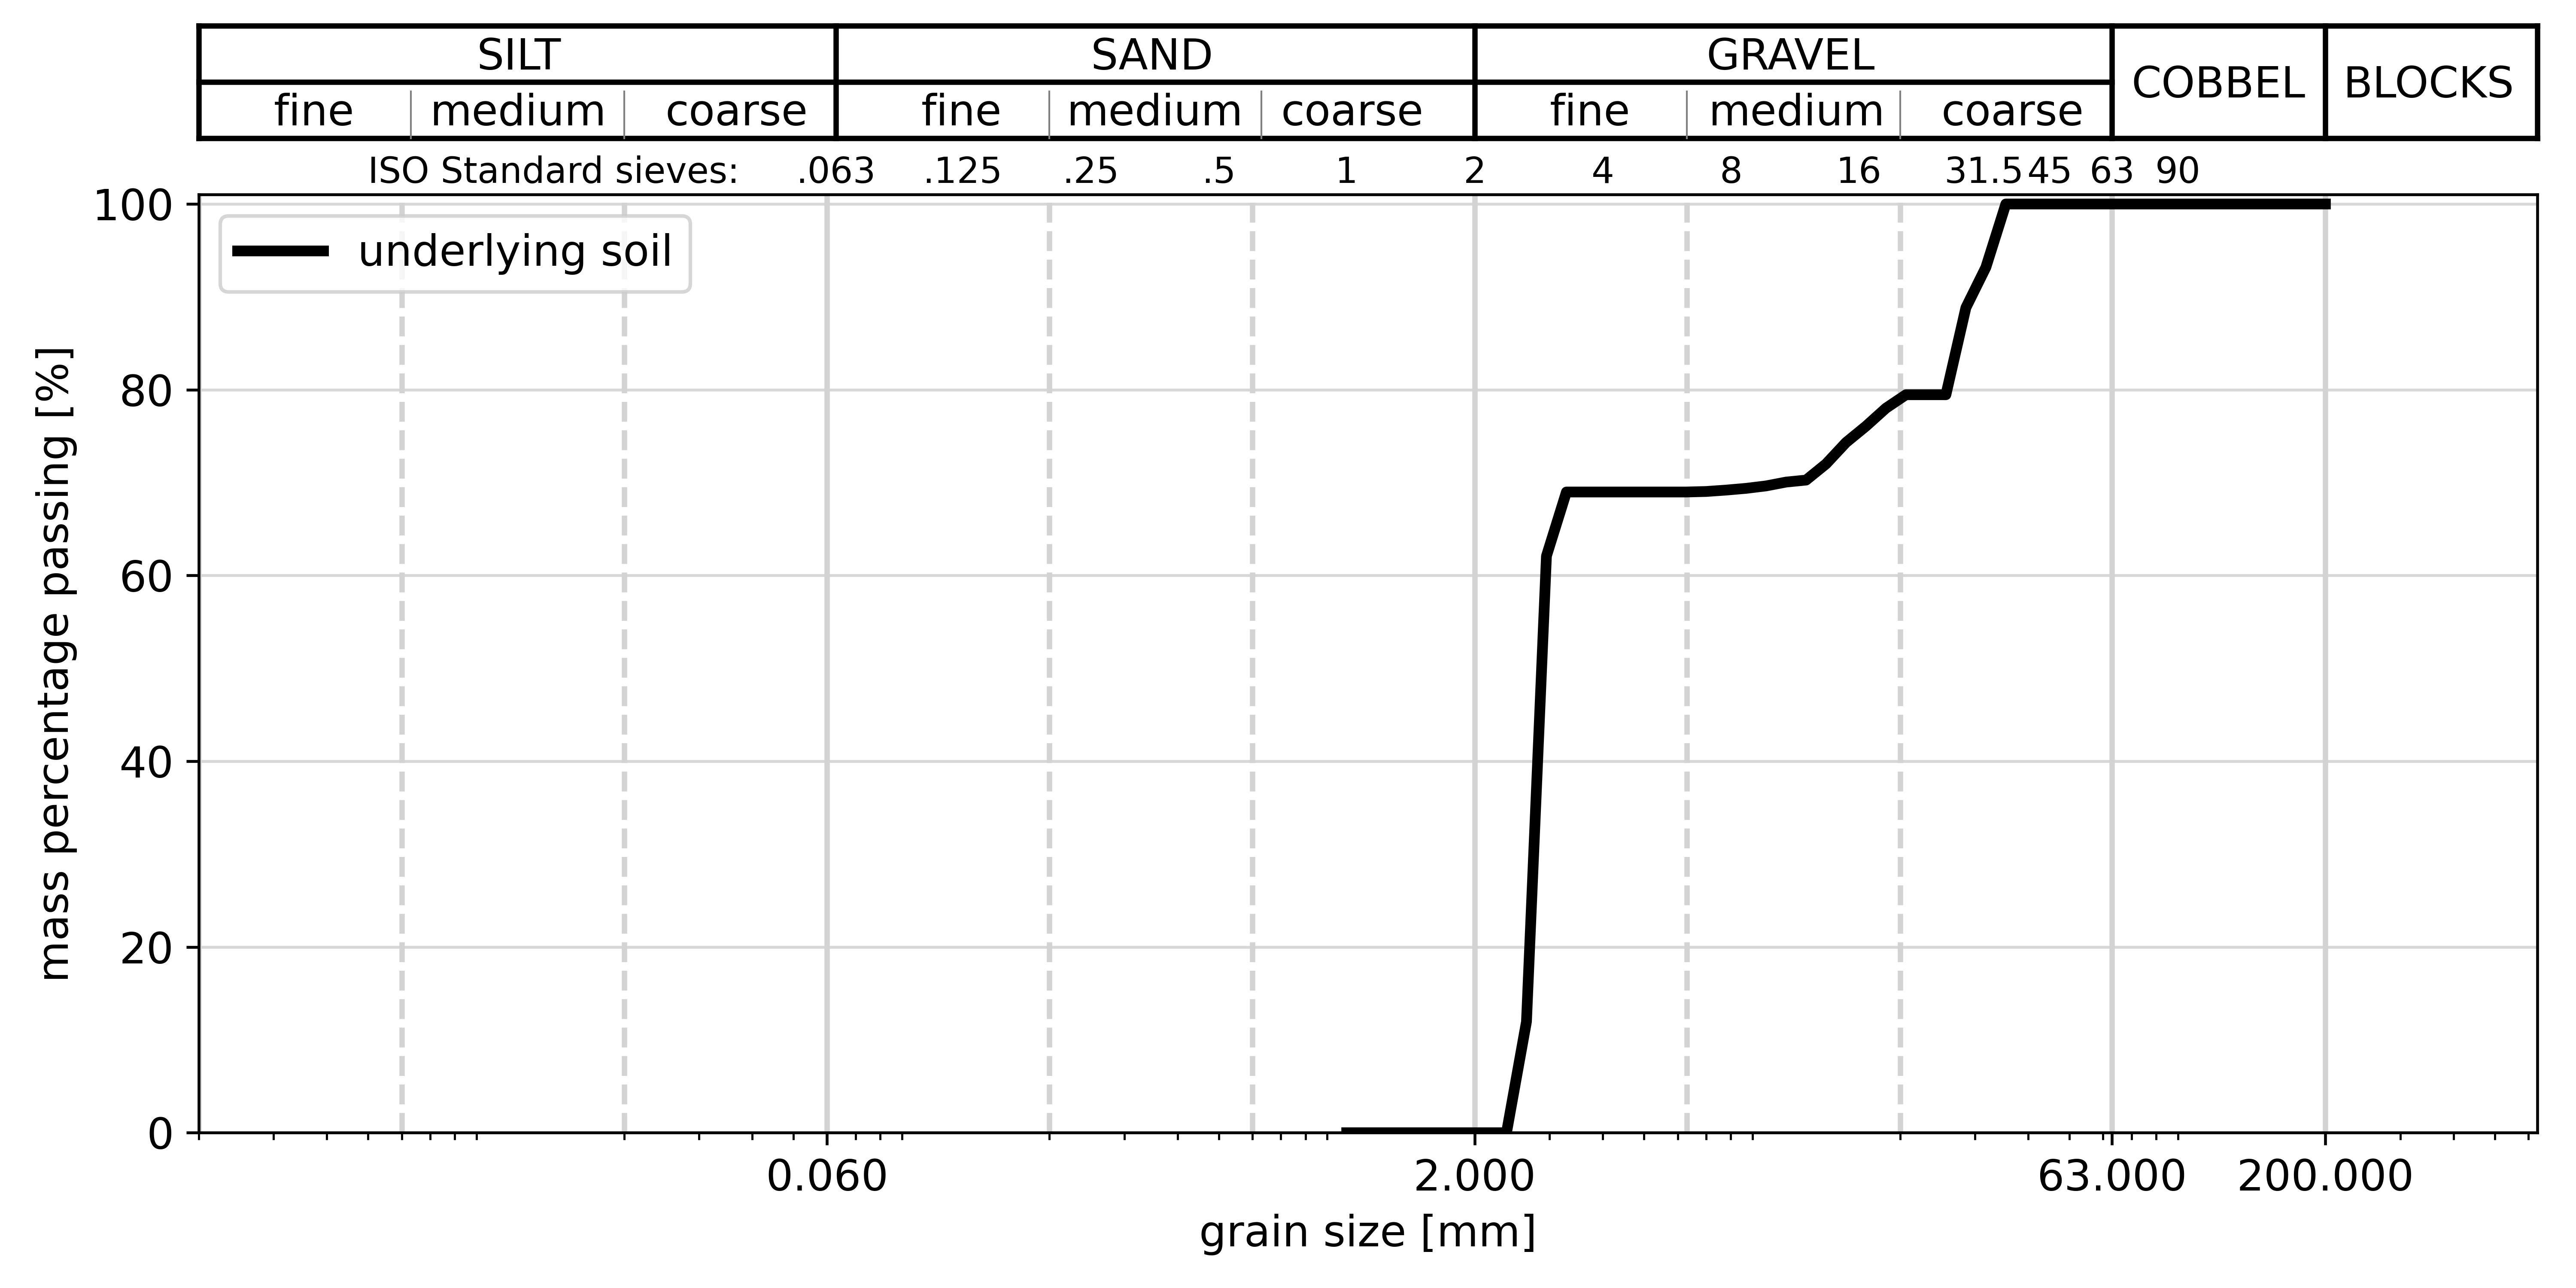 SILT SAND GRAVEL COBBEL BLOCKS
fine medium coarse fine medium coarse fine medium coarse
ISO Standard sieves: .063 .125 .25 .5 1 2 4 8 16 31.5 45 63 90
underlying soil
100
80
60
40
20
0
mass percentage passing [%]
0.060 2.000 63.000 200.000
grain size [mm]